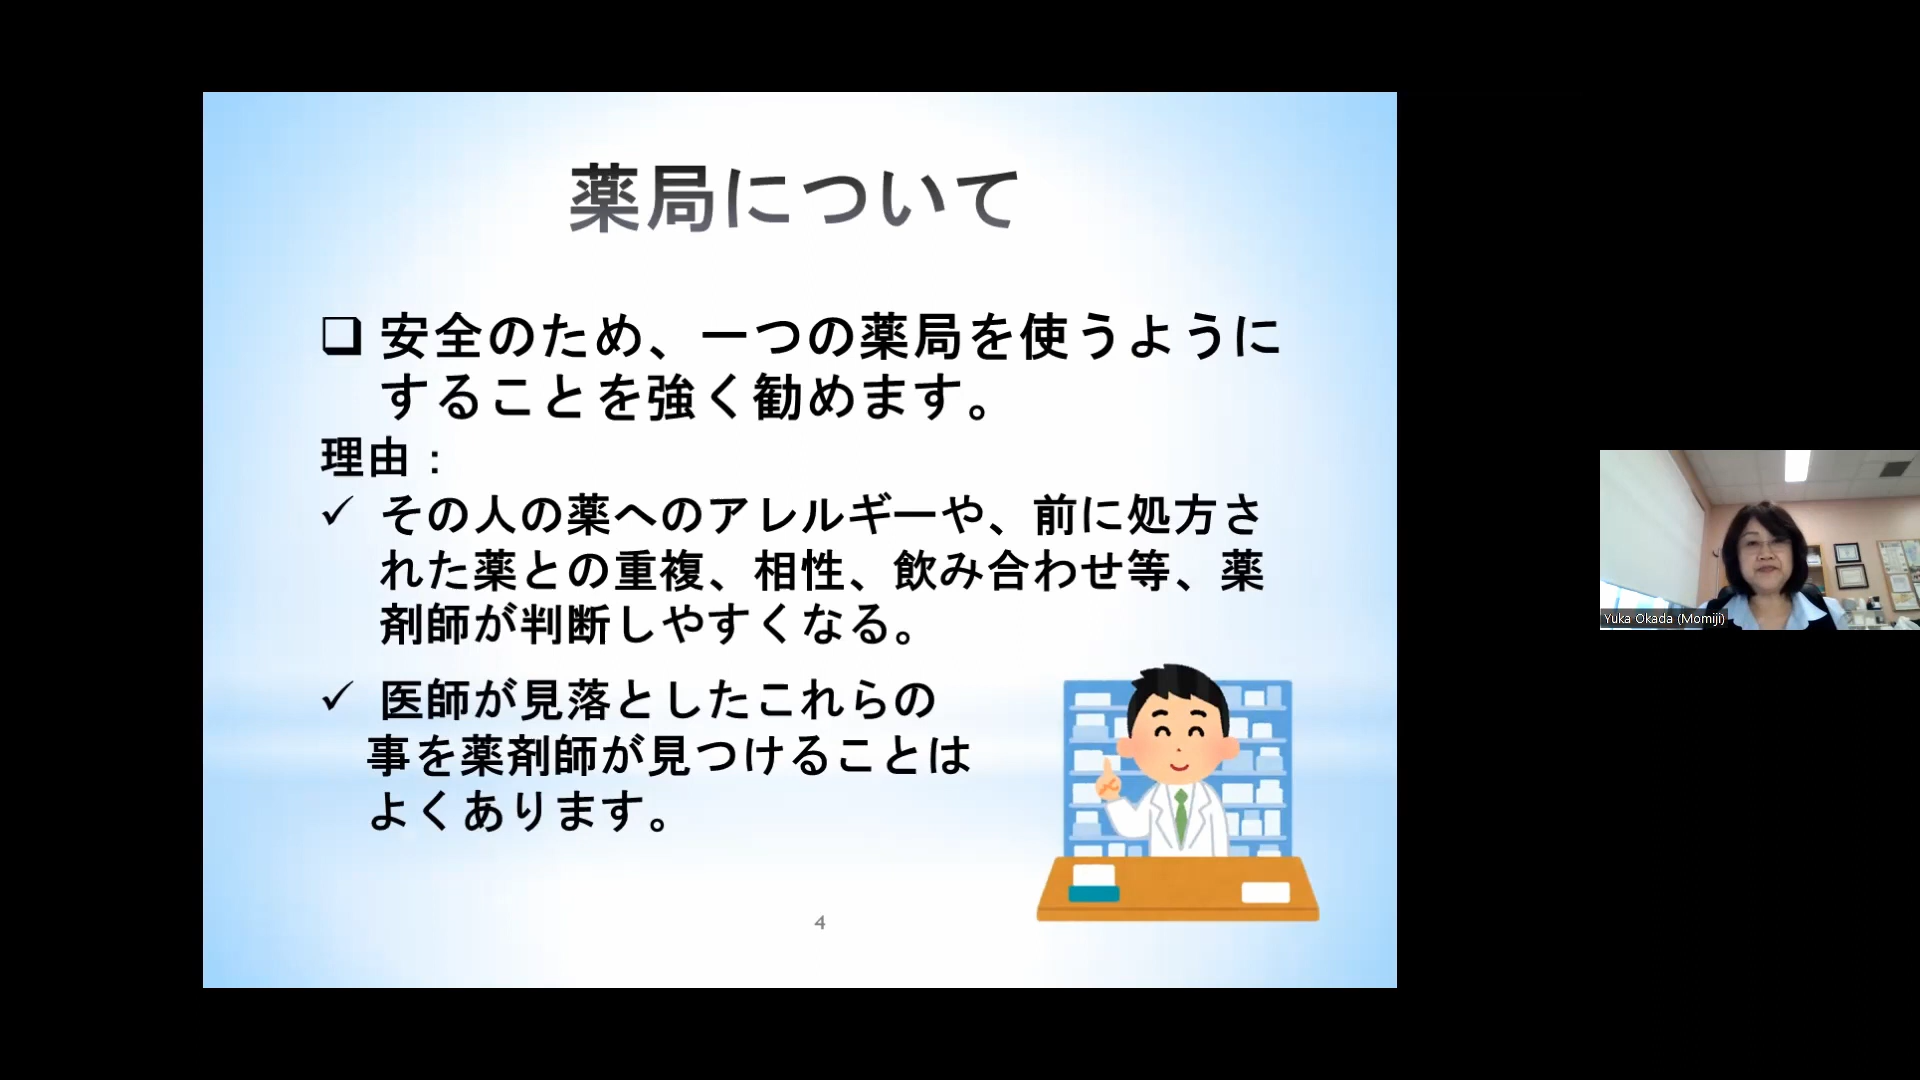 薬局について
❑ 安全のため、一つの薬局を使うように
することを強く勧めます。
理由：
✓ その人の薬へのアレルギーや、前に処方さ
れた薬との重複、相性、飲み合わせ等、薬
剤師が判断しやすくなる。
✓ 医師が見落としたこれらの
事を薬剤師が見つけることは
よくあります。
4
Yuka Okada (Momiji)